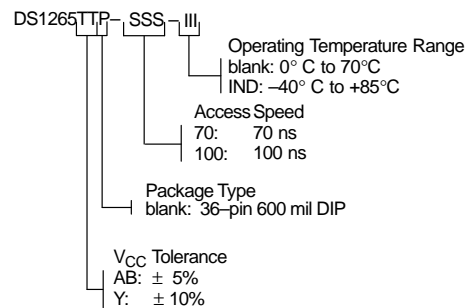 DS1265TTP– SSS – III
Operating Temperature Range
blank: 0° C to 70°C
IND: –40° C to +85°C
Access Speed
70: 70 ns
100: 100 ns
Package Type
blank: 36–pin 600 mil DIP
VCC Tolerance
AB: ± 5%
Y: ± 10%